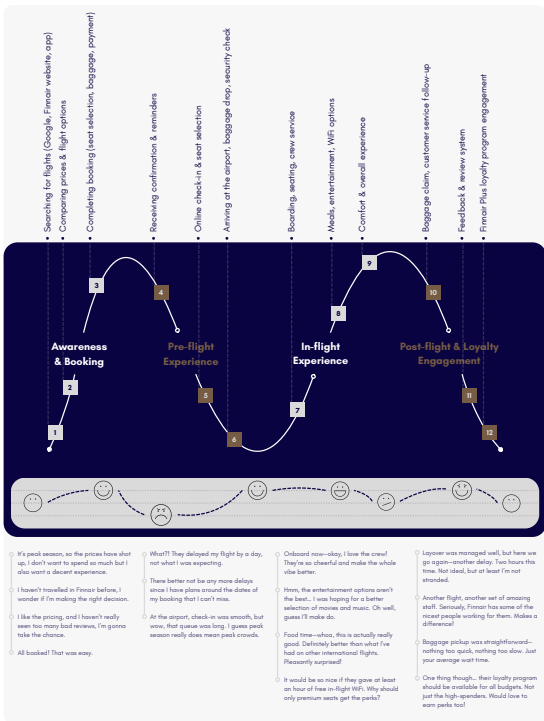 • Searching for flights (Google, Finnair website, app)
• Comparing prices & flight options
• Completing booking (seat selection, baggage, payment)
• Receiving confirmation & reminders
• Online check-in & seat selection
• Arriving at the airport, baggage drop, security check
• Boarding, seating, crew service
• Meals, entertainment, WiFi options
• Comfort & overall experience
• Baggage claim, customer service follow-up
• Feedback & review system
• Finnair Plus loyalty program engagement
1
2
3
4
5
6
7
8
9
10
11
12
Awareness
& Booking
Pre-flight
Experience
In-flight
Experience
Post-flight & Loyalty
Engagement
It's peak season, so the prices have shot
up, I don't want to spend so much but I
also want a decent experience.
I haven't travelled in Finnair before, I
wonder if I'm making the right decision.
I like the pricing, and I haven't really
seen too many bad reviews, I'm gonna
take the chance.
All booked! That was easy.
What?! They delayed my flight by a day,
not what I was expecting.
There better not be any more delays
since I have plans around the dates of
my booking that I can't miss.
At the airport, check-in was smooth, but
wow, that queue was long. I guess peak
season really does mean peak crowds.
Onboard now—okay, I love the crew!
They're so cheerful and make the whole
vibe better.
Hmm, the entertainment options aren't
the best... I was hoping for a better
selection of movies and music. Oh well,
guess I'll make do.
Food time—whoa, this is actually really
good. Definitely better than what I've
had on other international flights.
Pleasantly surprised!
It would be so nice if they gave at least
an hour of free in-flight WiFi. Why should
only premium seats get the perks?
Layover was managed well, but here we
go again—another delay. Two hours this
time. Not ideal, but at least I'm not
stranded.
Another flight, another set of amazing
staff. Seriously, Finnair has some of the
nicest people working for them. Makes a
difference!
Baggage pickup was straightforward—
nothing too quick, nothing too slow. Just
your average wait time.
One thing though... their loyalty program
should be available for all budgets. Not
just the high-spenders. Would love to
earn perks too!